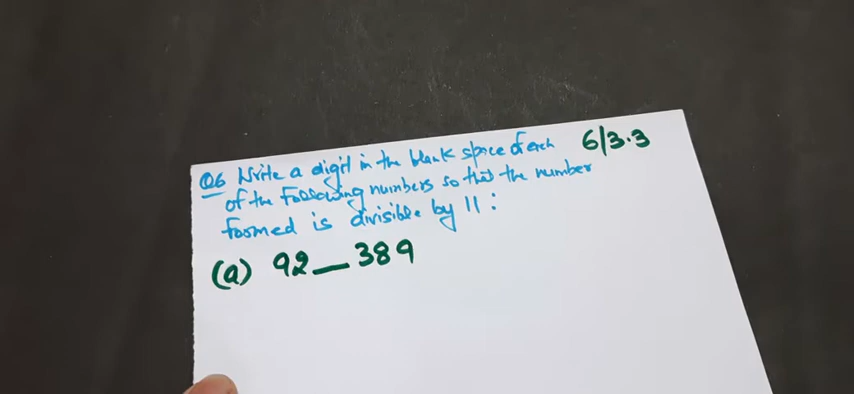 Q6 Write a digit in the blank space of each 6/3.3
of the following numbers so that the number
formed is divisible by 11 :
(a) 92_389